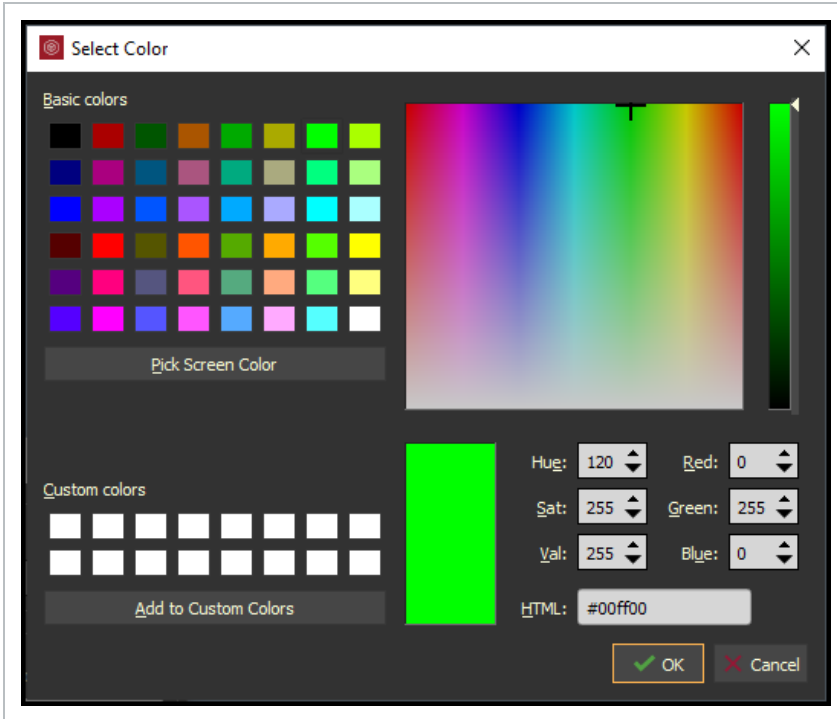 Select Color
Basic colors
Pick Screen Color
Custom colors
Add to Custom Colors
Hue: 120
Red: 0
Sat: 255
Green: 255
Val: 255
Blue: 0
HTML: #00ff00
OK
Cancel